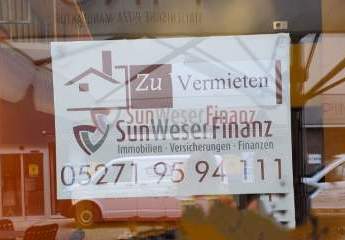 Zu Vermieten
SunWeserFinanz
SunWeserFinanz
Immobilien · Versicherungen · Finanzen
05271 95 94 111